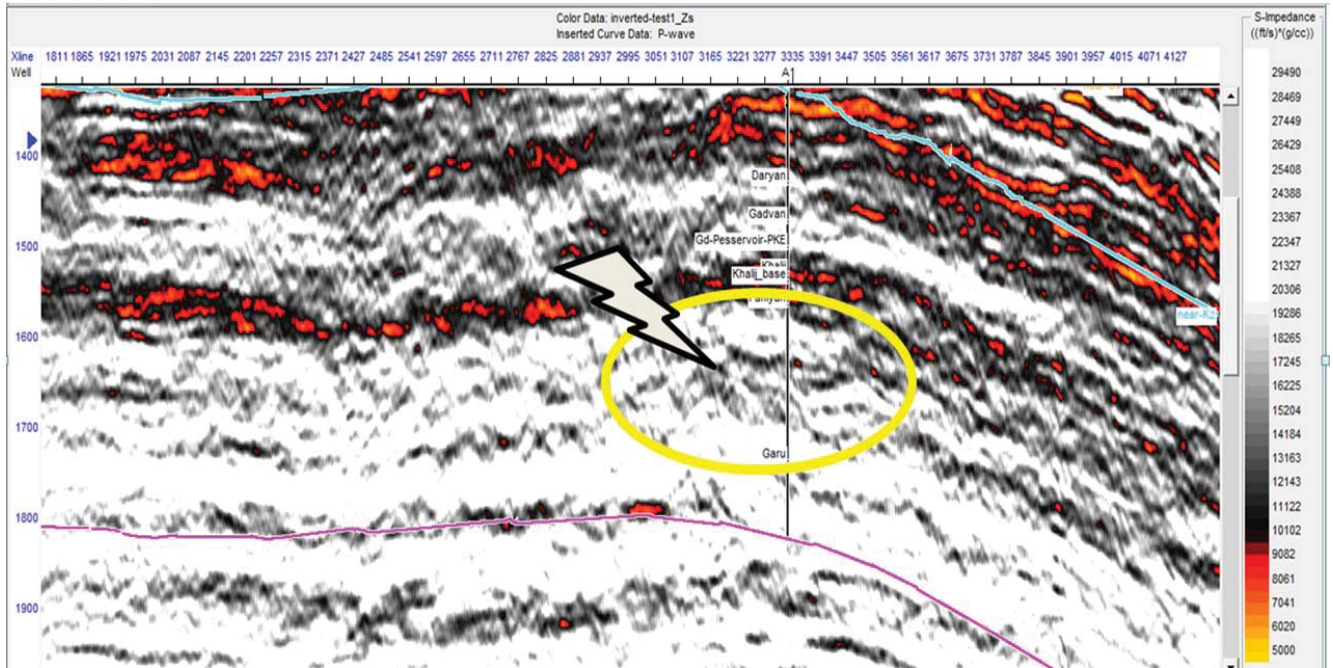 Color Data: inverted-test1_Zs
Inserted Curve Data: P-wave
S-Impedance
((ft/s)*(g/cc)
Xline 1811 1865 1921 1975 2031 2087 2145 2201 2257 2315 2371 2427 2485 2541 2597 2655 2711 2767 2825 2881 2937 2995 3051 3107 3165 3221 3277 3335 3391 3447 3505 3561 3617 3675 3731 3787 3845 3901 3957 4015 4071 4127
Well A1
1400
1500
1600
1700
1800
1900
Daryan
Gadvan
Gd-Pesservoir-PKE
Khalij
Khalij_base
Garu
near-Kz
29490
28469
27449
26429
25408
24388
23367
22347
21327
20306
19286
18265
17245
16225
15204
14184
13163
12143
11122
10102
9082
8061
7041
6020
5000